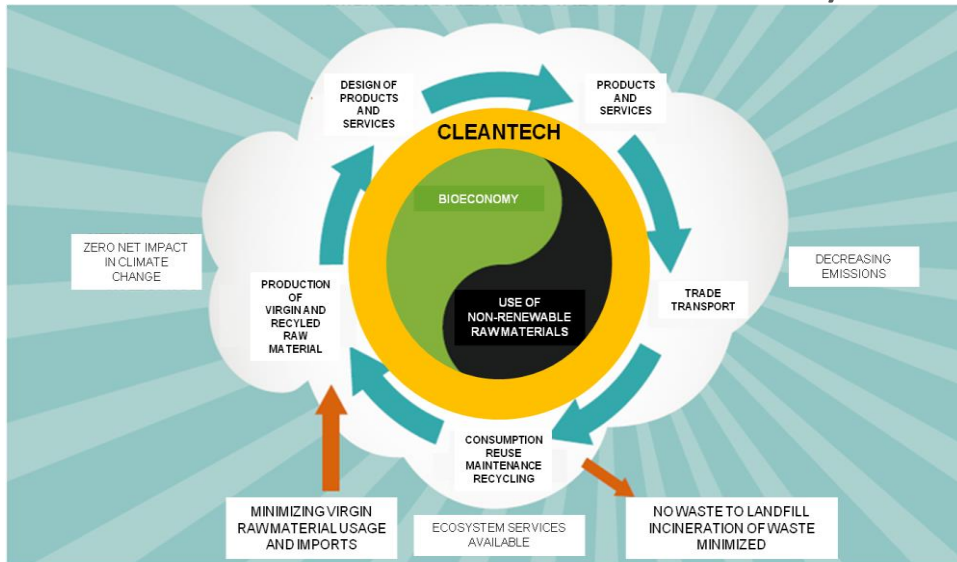 DESIGN OF
PRODUCTS
AND
SERVICES
PRODUCTS
AND
SERVICES
CLEANTECH
BIOECONOMY
ZERO NET IMPACT
IN CLIMATE
CHANGE
DECREASING
EMISSIONS
PRODUCTION
OF
VIRGIN AND
RECYLED
RAW
MATERIAL
USE OF
NON-RENEWABLE
RAW MATERIALS
TRADE
TRANSPORT
CONSUMPTION
REUSE
MAINTENANCE
RECYCLING
MINIMIZING VIRGIN
RAW MATERIAL USAGE
AND IMPORTS
ECOSYSTEM SERVICES
AVAILABLE
NO WASTE TO LANDFILL
INCINERATION OF WASTE
MINIMIZED